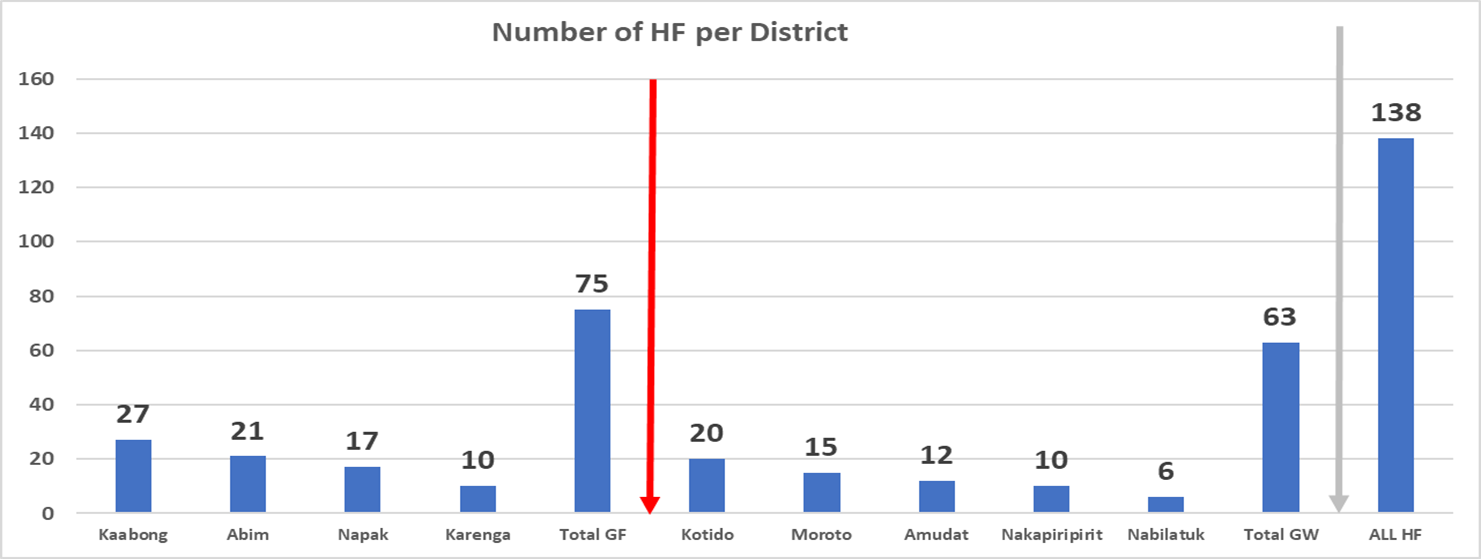 Number of HF per District
160
140
120
100
80
60
40
20
0
27
21
17
10
75
20
15
12
10
6
63
138
Kaabong
Abim
Napak
Karenga
Total GF
Kotido
Moroto
Amudat
Nakapiripirit
Nabilatuk
Total GW
ALL HF